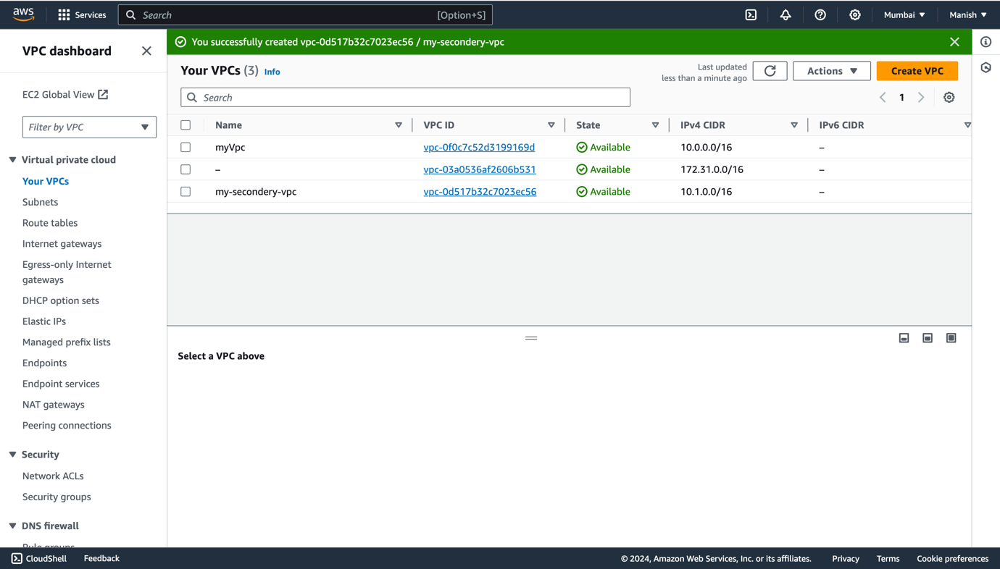 aws Services Search [Option+S] Mumbai Manish
VPC dashboard
EC2 Global View
Filter by VPC
Virtual private cloud
Your VPCs
Subnets
Route tables
Internet gateways
Egress-only Internet
gateways
DHCP option sets
Elastic IPs
Managed prefix lists
Endpoints
Endpoint services
NAT gateways
Peering connections
Security
Network ACLs
Security groups
DNS firewall
Rule groups
You successfully created vpc-0d517b32c7023ec56 / my-secondery-vpc
Your VPCs (3) Info
Last updated
less than a minute ago
Actions
Create VPC
Search
1
Name VPC ID State IPv4 CIDR IPv6 CIDR
myVpc vpc-0f0c7c52d3199169d Available 10.0.0.0/16 –
– vpc-03a0536af2606b531 Available 172.31.0.0/16 –
my-secondery-vpc vpc-0d517b32c7023ec56 Available 10.1.0.0/16 –
Select a VPC above
CloudShell Feedback © 2024, Amazon Web Services, Inc. or its affiliates. Privacy Terms Cookie preferences